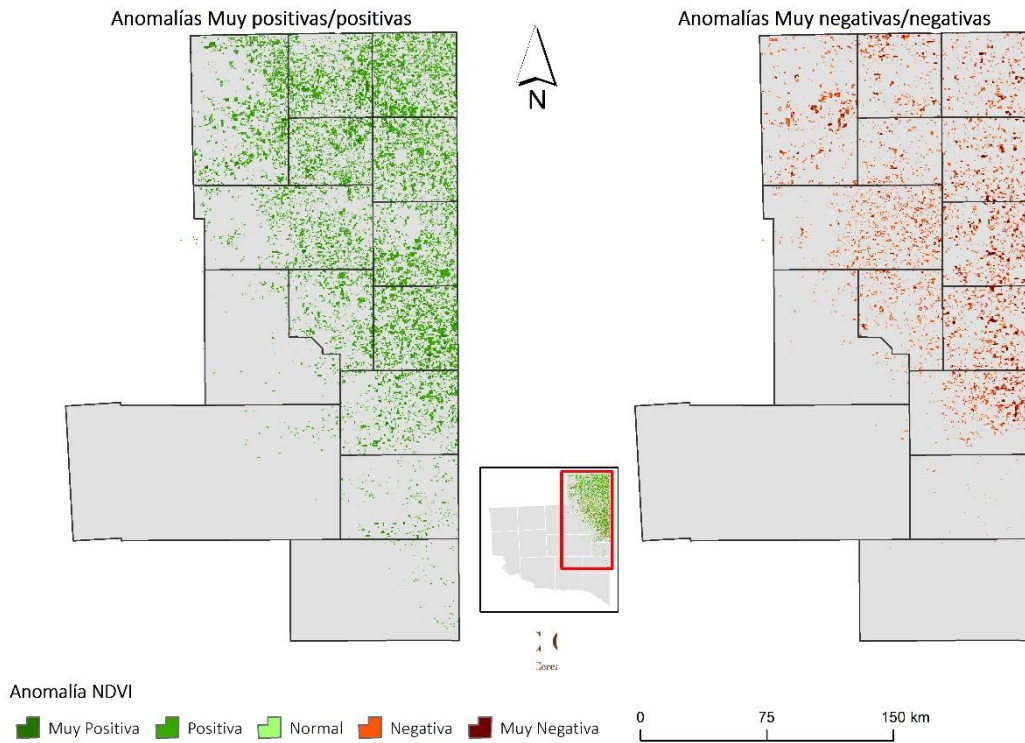 Anomalías Muy positivas/positivas
Anomalías Muy negativas/negativas
N
Anomalía NDVI
Muy Positiva Positiva Normal Negativa Muy Negativa
0 75 150 km